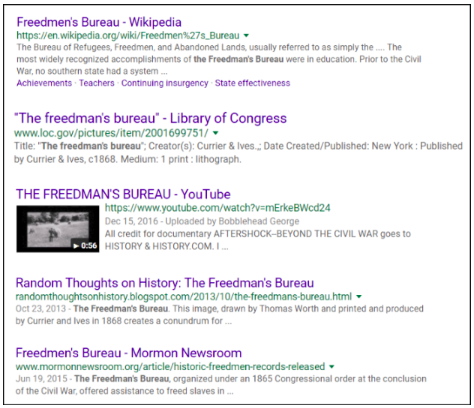 Freedmen's Bureau - Wikipedia
https://en.wikipedia.org/wiki/Freedmen%27s_Bureau
The Bureau of Refugees, Freedmen, and Abandoned Lands, usually referred to as simply the .... The
most widely recognized accomplishments of the Freedman's Bureau were in education. Prior to the Civil
War, no southern state had a system ...
Achievements · Teachers · Continuing insurgency · State effectiveness
"The freedman's bureau" - Library of Congress
www.loc.gov/pictures/item/2001699751/
Title: "The freedman's bureau"; Creator(s): Currier & Ives.,; Date Created/Published: New York : Published
by Currier & Ives, c1868. Medium: 1 print : lithograph.
THE FREEDMAN'S BUREAU - YouTube
https://www.youtube.com/watch?v=mErkeBWcd24
Dec 15, 2016 - Uploaded by Bobblehead George
All credit for documentary AFTERSHOCK--BEYOND THE CIVIL WAR goes to
HISTORY & HISTORY.COM. I ...
0:56
Random Thoughts on History: The Freedman's Bureau
randomthoughtsonhistory.blogspot.com/2013/10/the-freedmans-bureau.html
Oct 23, 2013 - The Freedman's Bureau. This image, drawn by Thomas Worth and printed and produced
by Currier and Ives in 1868 creates a conundrum for ...
Freedmen's Bureau - Mormon Newsroom
www.mormonnewsroom.org/article/historic-freedmen-records-released
Jun 19, 2015 - The Freedman's Bureau, organized under an 1865 Congressional order at the conclusion
of the Civil War, offered assistance to freed slaves in ...